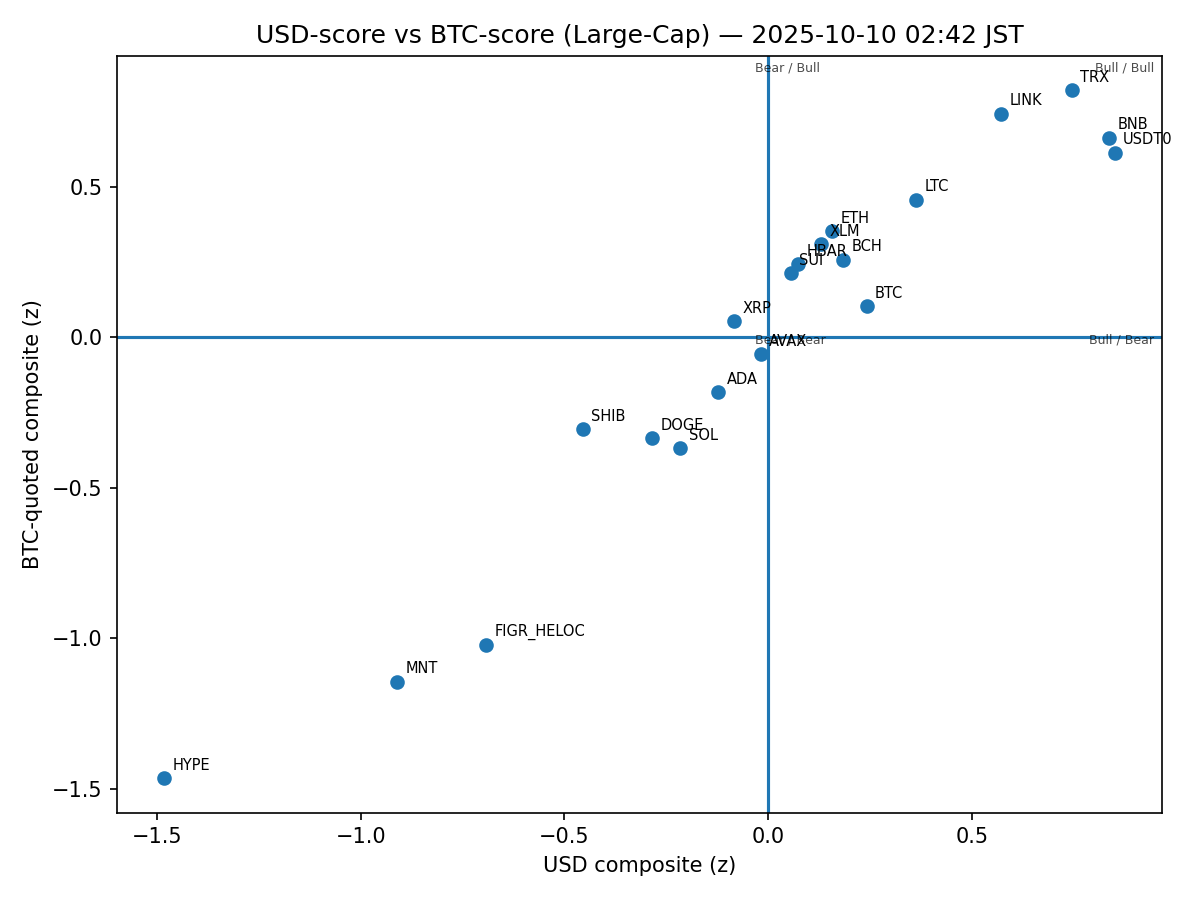 USD-score vs BTC-score (Large-Cap) — 2025-10-10 02:42 JST
Bear / Bull
Bull / Bull
TRX
LINK
BNB
USDT0
LTC
ETH
XLM
BCH
HBAR
SUI
BTC
XRP
Bear / Bear
AVAX
Bull / Bear
ADA
SHIB
DOGE
SOL
FIGR_HELOC
MNT
HYPE
0.5
0.0
−0.5
−1.0
−1.5
BTC-quoted composite (z)
−1.5
−1.0
−0.5
0.0
0.5
USD composite (z)